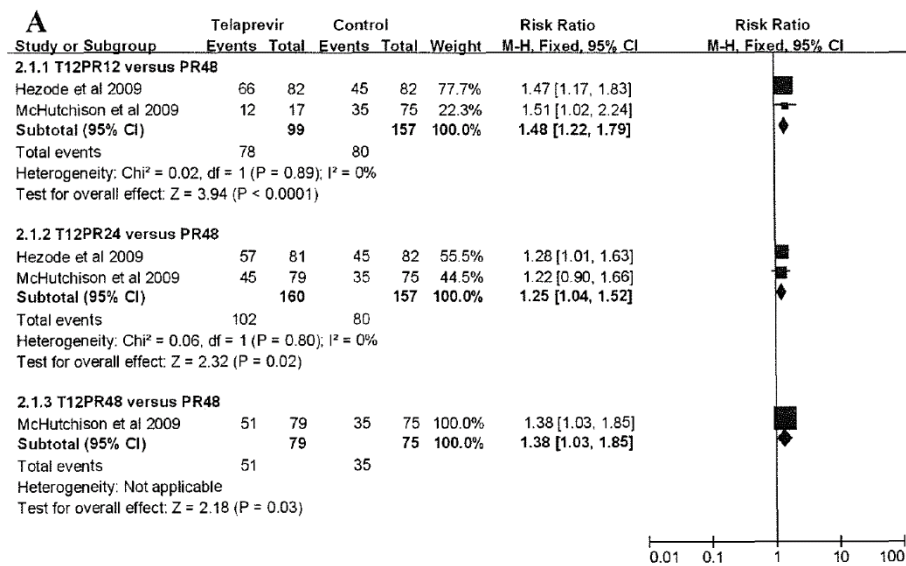 A
Telaprevir Control Risk Ratio Risk Ratio
Study or Subgroup Events Total Events Total Weight M-H, Fixed, 95% CI M-H, Fixed, 95% CI
2.1.1 T12PR12 versus PR48
Hezode et al 2009 66 82 45 82 77.7% 1.47 [1.17, 1.83]
McHutchison et al 2009 12 17 35 75 22.3% 1.51 [1.02, 2.24]
Subtotal (95% CI) 99 157 100.0% 1.48 [1.22, 1.79]
Total events 78 80
Heterogeneity: Chi² = 0.02, df = 1 (P = 0.89); I² = 0%
Test for overall effect: Z = 3.94 (P < 0.0001)
2.1.2 T12PR24 versus PR48
Hezode et al 2009 57 81 45 82 55.5% 1.28 [1.01, 1.63]
McHutchison et al 2009 45 79 35 75 44.5% 1.22 [0.90, 1.66]
Subtotal (95% CI) 160 157 100.0% 1.25 [1.04, 1.52]
Total events 102 80
Heterogeneity: Chi² = 0.06, df = 1 (P = 0.80); I² = 0%
Test for overall effect: Z = 2.32 (P = 0.02)
2.1.3 T12PR48 versus PR48
McHutchison et al 2009 51 79 35 75 100.0% 1.38 [1.03, 1.85]
Subtotal (95% CI) 79 75 100.0% 1.38 [1.03, 1.85]
Total events 51 35
Heterogeneity: Not applicable
Test for overall effect: Z = 2.18 (P = 0.03)
0.01 0.1 1 10 100